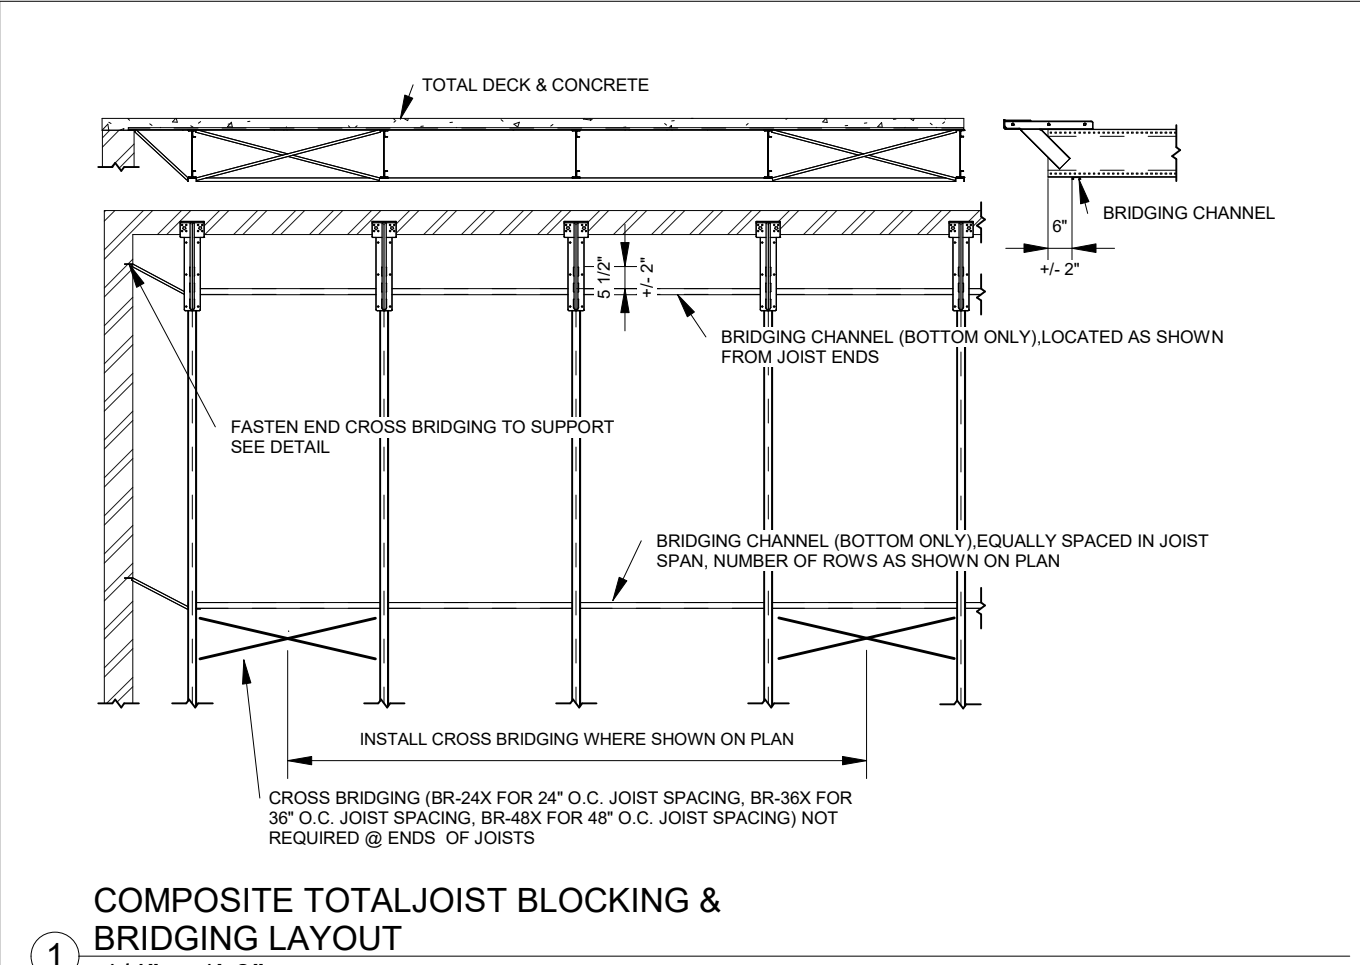 TOTAL DECK & CONCRETE
BRIDGING CHANNEL
6"
+/- 2"
5 1/2"
+/- 2"
BRIDGING CHANNEL (BOTTOM ONLY),LOCATED AS SHOWN
FROM JOIST ENDS
FASTEN END CROSS BRIDGING TO SUPPORT
SEE DETAIL
BRIDGING CHANNEL (BOTTOM ONLY),EQUALLY SPACED IN JOIST
SPAN, NUMBER OF ROWS AS SHOWN ON PLAN
INSTALL CROSS BRIDGING WHERE SHOWN ON PLAN
CROSS BRIDGING (BR-24X FOR 24" O.C. JOIST SPACING, BR-36X FOR
36" O.C. JOIST SPACING, BR-48X FOR 48" O.C. JOIST SPACING) NOT
REQUIRED @ ENDS OF JOISTS
COMPOSITE TOTALJOIST BLOCKING &
BRIDGING LAYOUT
1